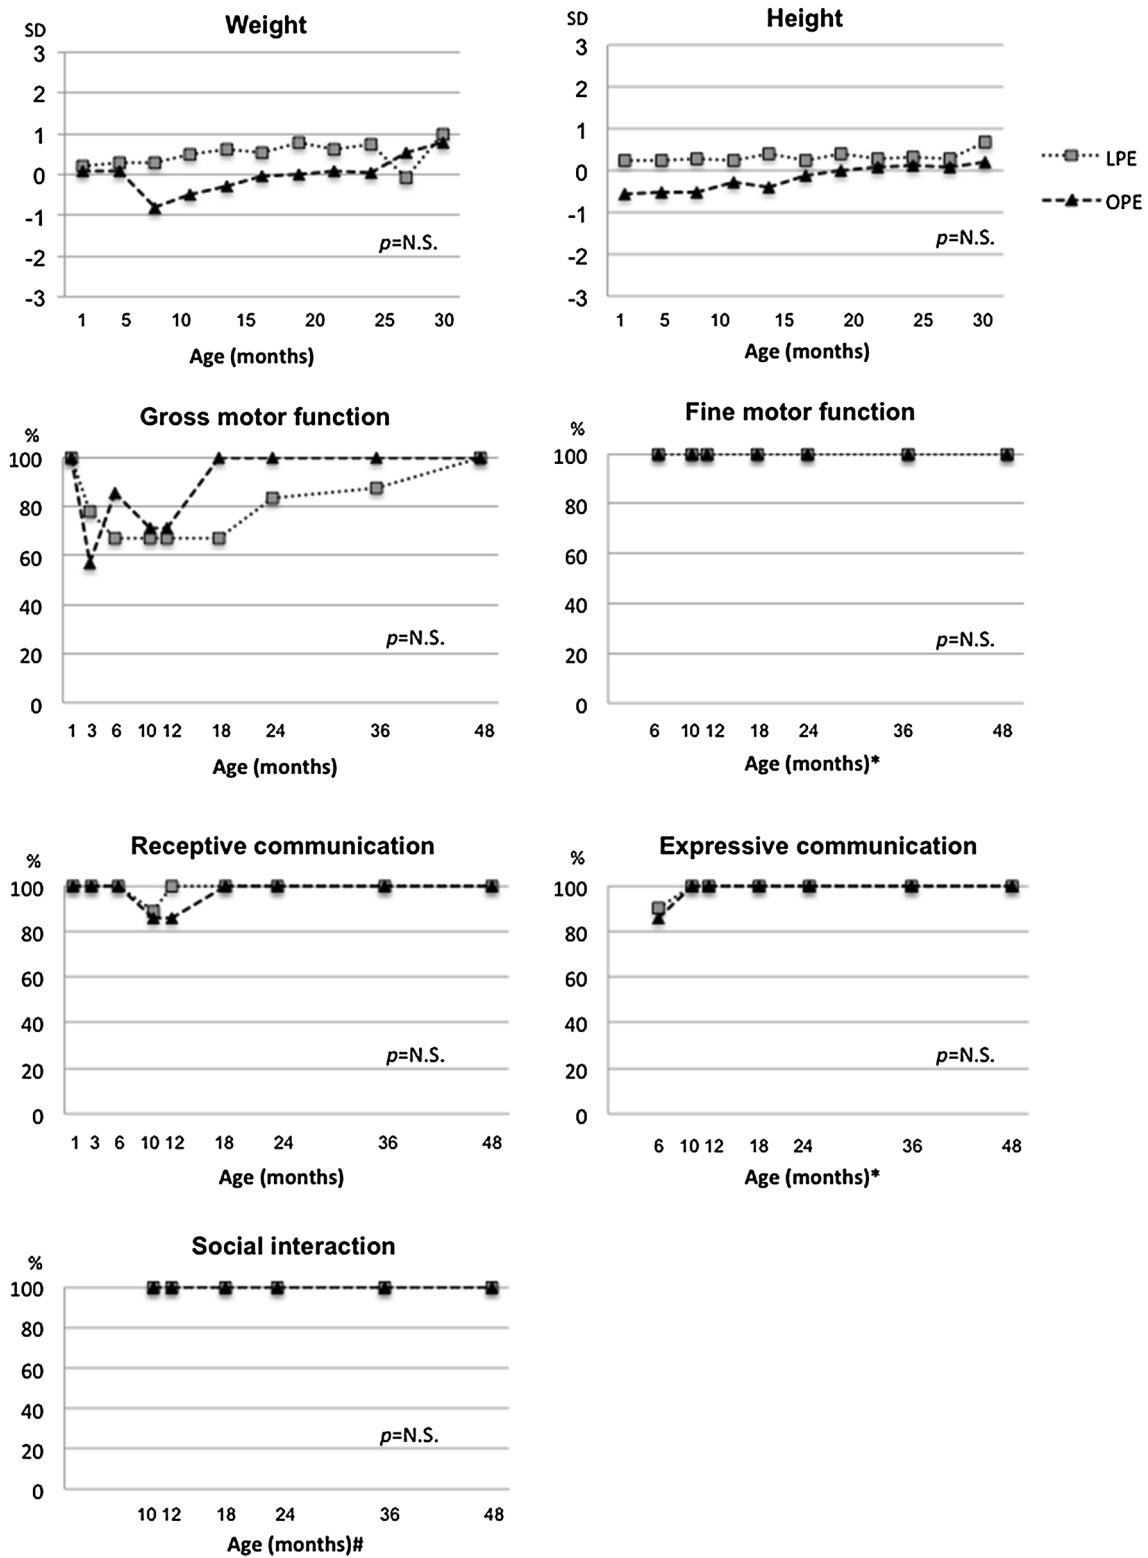 Weight
SD
3
2
1
0
-1
-2
-3
p=N.S.
1 5 10 15 20 25 30
Age (months)
Height
SD
3
2
1
0
-1
-2
-3
p=N.S.
1 5 10 15 20 25 30
Age (months)
LPE
OPE
Gross motor function
%
100
80
60
40
20
0
p=N.S.
1 3 6 10 12 18 24 36 48
Age (months)
Fine motor function
%
100
80
60
40
20
0
p=N.S.
6 10 12 18 24 36 48
Age (months)*
Receptive communication
%
100
80
60
40
20
0
p=N.S.
1 3 6 10 12 18 24 36 48
Age (months)
Expressive communication
%
100
80
60
40
20
0
p=N.S.
6 10 12 18 24 36 48
Age (months)*
Social interaction
%
100
80
60
40
20
0
p=N.S.
10 12 18 24 36 48
Age (months)#